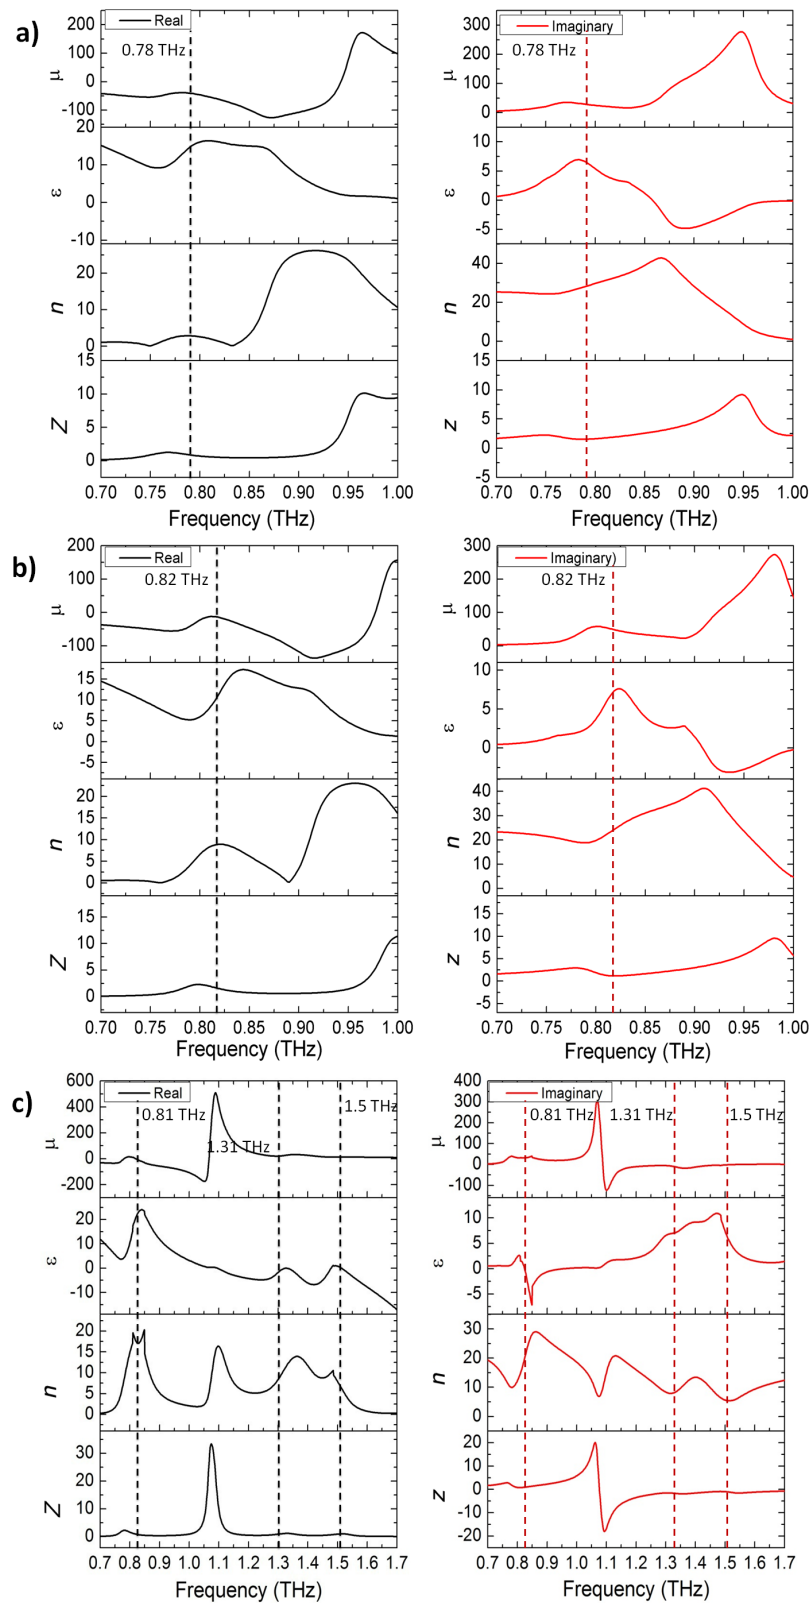 a)
Real
0.78 THz
μ
200
100
0
-100
20
ε
10
0
-10
n
20
10
0
15
Z
10
5
0
0.70 0.75 0.80 0.85 0.90 0.95 1.00
Frequency (THz)
Imaginary
0.78 THz
μ
300
200
100
0
10
ε
5
0
-5
n
40
20
0
15
z
10
5
0
-5
0.70 0.75 0.80 0.85 0.90 0.95 1.00
Frequency (THz)
b)
Real
0.82 THz
μ
200
100
0
-100
ε
15
10
5
0
-5
n
20
10
0
Z
15
10
5
0
0.70 0.75 0.80 0.85 0.90 0.95 1.00
Frequency (THz)
Imaginary)
0.82 THz
μ
300
200
100
0
10
ε
5
0
n
40
30
20
10
0
z
15
10
5
0
-5
0.70 0.75 0.80 0.85 0.90 0.95 1.00
Frequency (THz)
c)
Real
0.81 THz
1.31 THz
1.5 THz
μ
600
400
200
0
-200
ε
20
10
0
-10
n
20
15
10
5
0
Z
30
20
10
0
0.7 0.8 0.9 1.0 1.1 1.2 1.3 1.4 1.5 1.6 1.7
Frequency (THz)
Imaginary
0.81 THz
1.31 THz
1.5 THz
μ
400
300
200
100
0
-100
ε
10
5
0
-5
n
30
20
10
0
z
20
10
0
-10
-20
0.7 0.8 0.9 1.0 1.1 1.2 1.3 1.4 1.5 1.6 1.7
Frequency (THz)